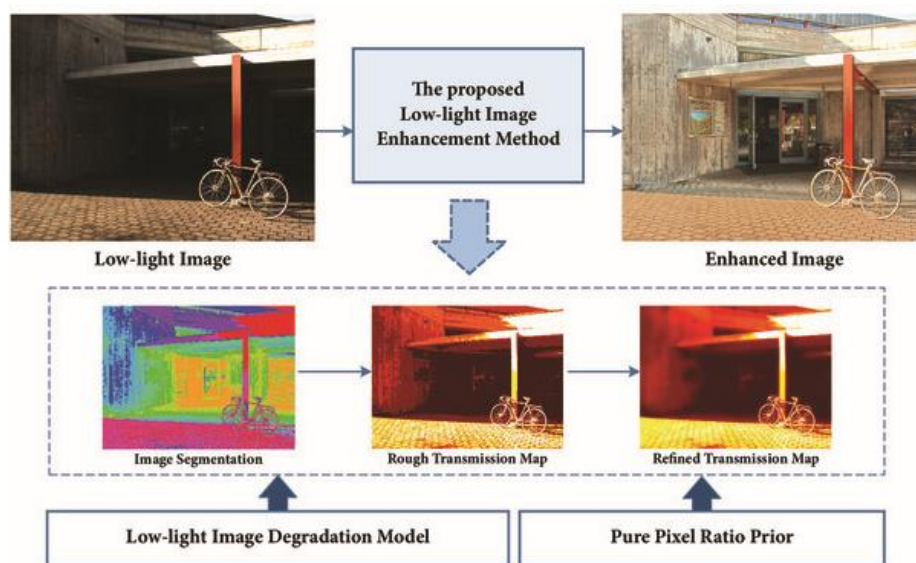 The proposed
Low-light Image
Enhancement Method
Low-light Image
Enhanced Image
Image Segmentation
Rough Transmission Map
Refined Transmission Map
Low-light Image Degradation Model
Pure Pixel Ratio Prior